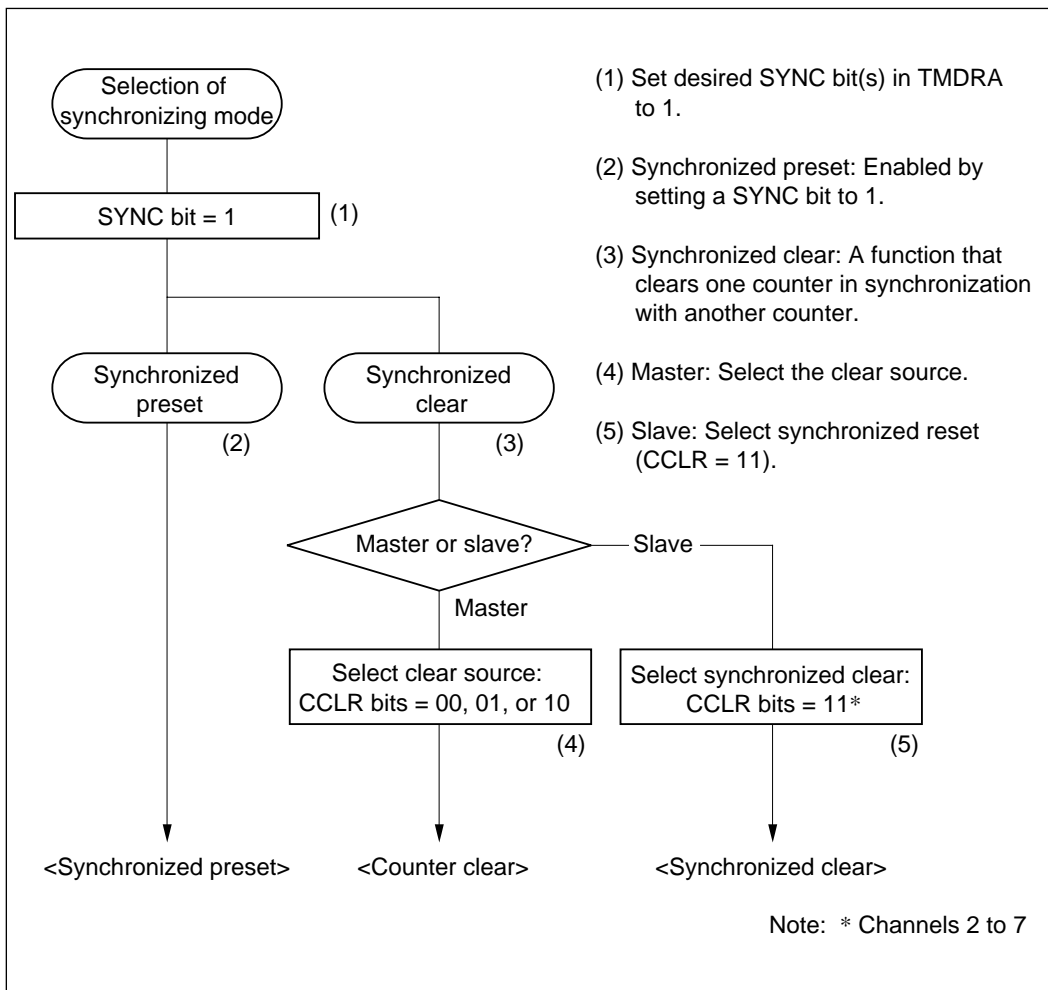 Selection of
synchronizing mode
SYNC bit = 1
(1)
Synchronized
preset
(2)
Synchronized
clear
(3)
Master or slave?
Slave
Master
Select clear source:
CCLR bits = 00, 01, or 10
(4)
Select synchronized clear:
CCLR bits = 11*
(5)
<Synchronized preset>
<Counter clear>
<Synchronized clear>
(1) Set desired SYNC bit(s) in TMDRA
to 1.
(2) Synchronized preset: Enabled by
setting a SYNC bit to 1.
(3) Synchronized clear: A function that
clears one counter in synchronization
with another counter.
(4) Master: Select the clear source.
(5) Slave: Select synchronized reset
(CCLR = 11).
Note: * Channels 2 to 7